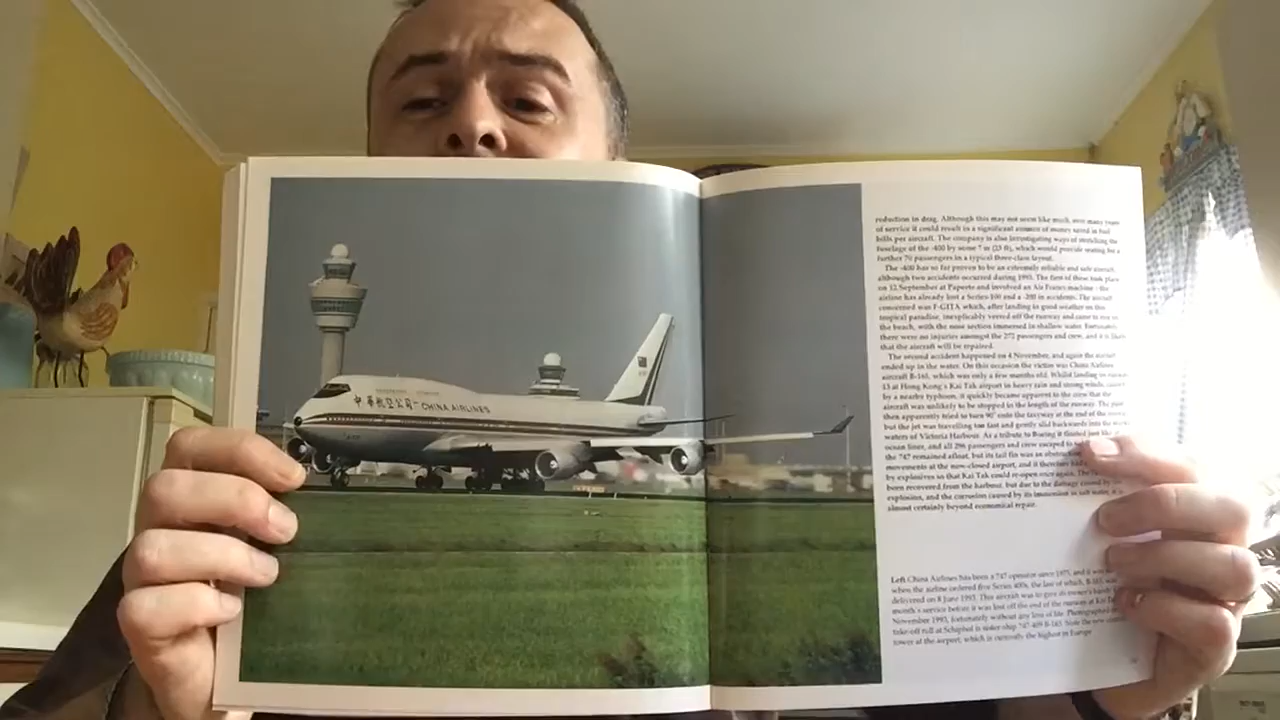 中華航空公司 CHINA AIRLINES
reduction in drag. Although this may not seem like much, over many years
of service it could result in a significant amount of money saved in fuel
bills per aircraft. The company is also investigating ways of stretching the
fuselage of the -400 by some 7 m (23 ft), which would provide seating for a
further 70 passengers in a typical three-class layout.
The -400 has so far proven to be an extremely reliable and safe aircraft,
although two accidents occurred during 1993. The first of these took place
on 12 September at Papeete and involved an Air France machine - the
airline has already lost a Series 100 and a -200 in accidents. The aircraft
concerned was F-GITA which, after landing in good weather on this
tropical paradise, inexplicably veered off the runway and came to rest on
the beach, with the nose section immersed in shallow water. Fortunately
there were no injuries amongst the 272 passengers and crew, and it is likely
that the aircraft will be repaired.
The second accident happened on 4 November, and again the aircraft
ended up in the water. On this occasion the victim was China Airlines
aircraft B-165, which was only a few months old. Whilst landing on runway
13 at Hong Kong's Kai Tak airport in heavy rain and strong winds, caused
by a nearby typhoon, it quickly became apparent to the crew that the
aircraft was unlikely to be stopped in the length of the runway. The pilot
then apparently tried to turn 90° onto the taxiway at the end of the runway
but the jet was travelling too fast and gently slid backwards into the
waters of Victoria Harbour. As a tribute to Boeing it floated just like an
ocean liner, and all 296 passengers and crew escaped to
the 747 remained afloat, but its tail fin was an obstruction
movements at the now-closed airport, and it therefore had
by explosives so that Kai Tak could re-open once again. The
been recovered from the harbour, but due to the damage caused by the
explosion, and the corrosion caused by its immersion in salt water, it is
almost certainly beyond economical repair.
Left China Airlines has been a 747 operator since 1975, and it was
when the airline ordered five Series 400s, the last of which, B-165, was
delivered on 8 June 1993. This aircraft was to give its owners barely
month's service before it was lost off the end of the runway at Kai Tak
November 1993, fortunately without any loss of life. Photographed
take-off roll at Schiphol is sister-ship 747-409 B-163. Note the new control
tower at the airport, which is currently the highest in Europe